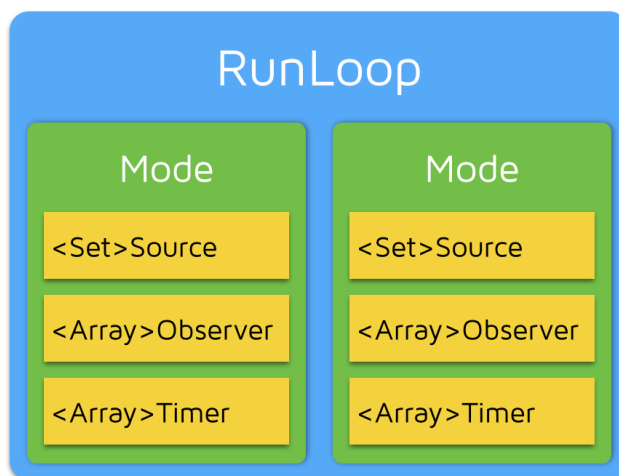 RunLoop
Mode
<Set>Source
<Array>Observer
<Array>Timer
Mode
<Set>Source
<Array>Observer
<Array>Timer